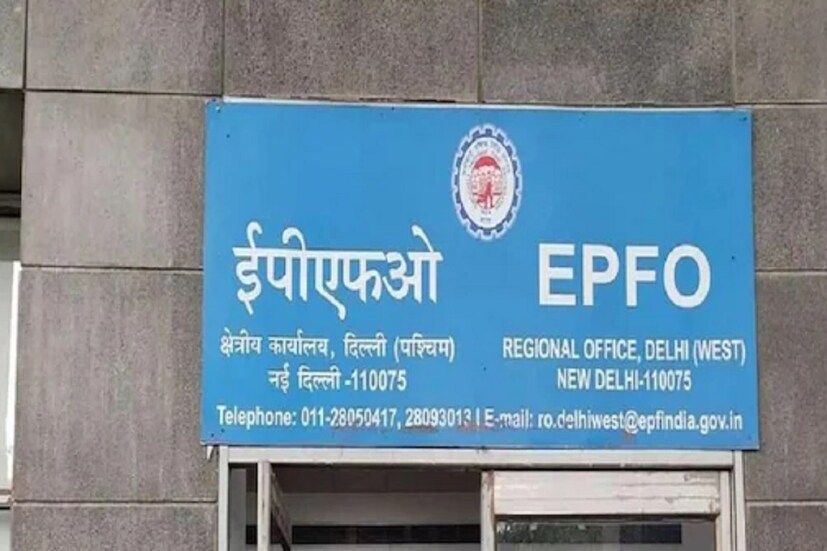 ईपीएफओ
क्षेत्रीय कार्यालय, दिल्ली (पश्चिम)
नई दिल्ली -110075
EPFO
REGIONAL OFFICE, DELHI (WEST)
NEW DELHI-110075
Telephone: 011-28050417, 28093013 | E-mail: ro.delhiwest@epfindia.gov.in